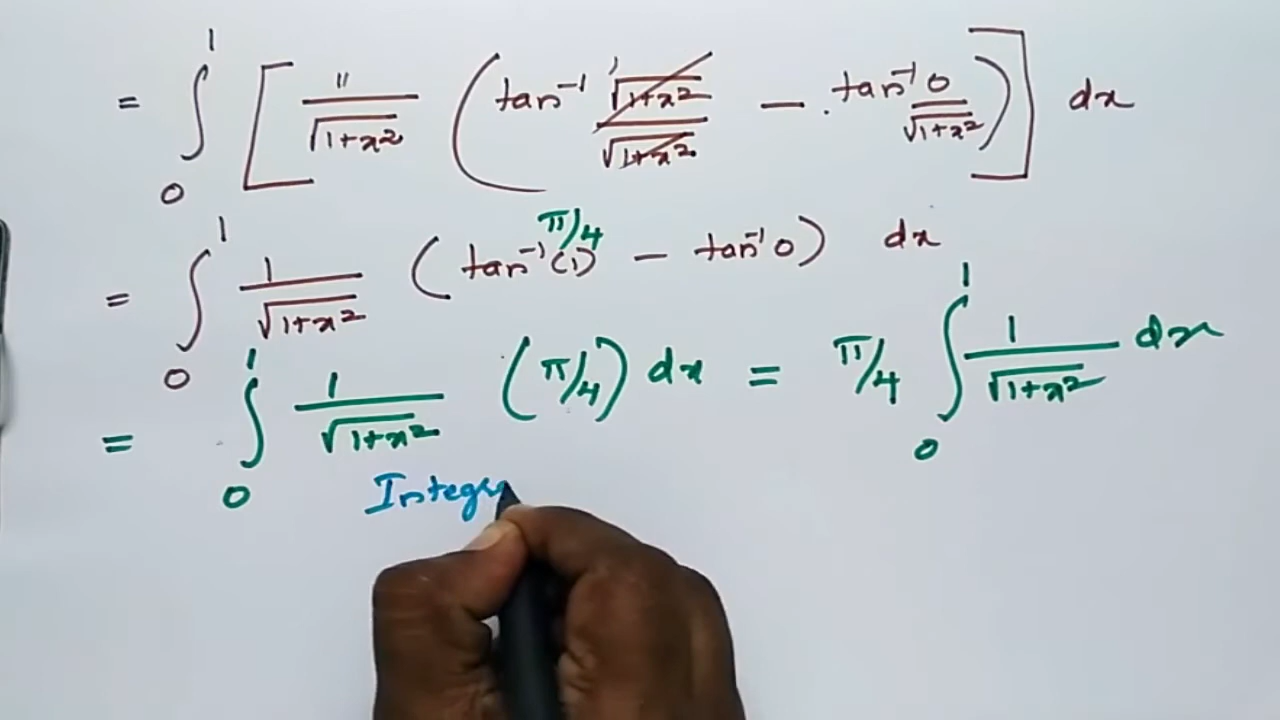 = ∫₀¹ [ 1/√(1+x²) ( tan⁻¹ √(1+x²)/√(1+x²) − tan⁻¹ 0/√(1+x²) ) ] dx
= ∫₀¹ 1/√(1+x²) ( tan⁻¹(1) π/4 − tan⁻¹ 0 ) dx
= ∫₀¹ 1/√(1+x²) (π/4) dx = π/4 ∫₀¹ 1/√(1+x²) dx
Integr